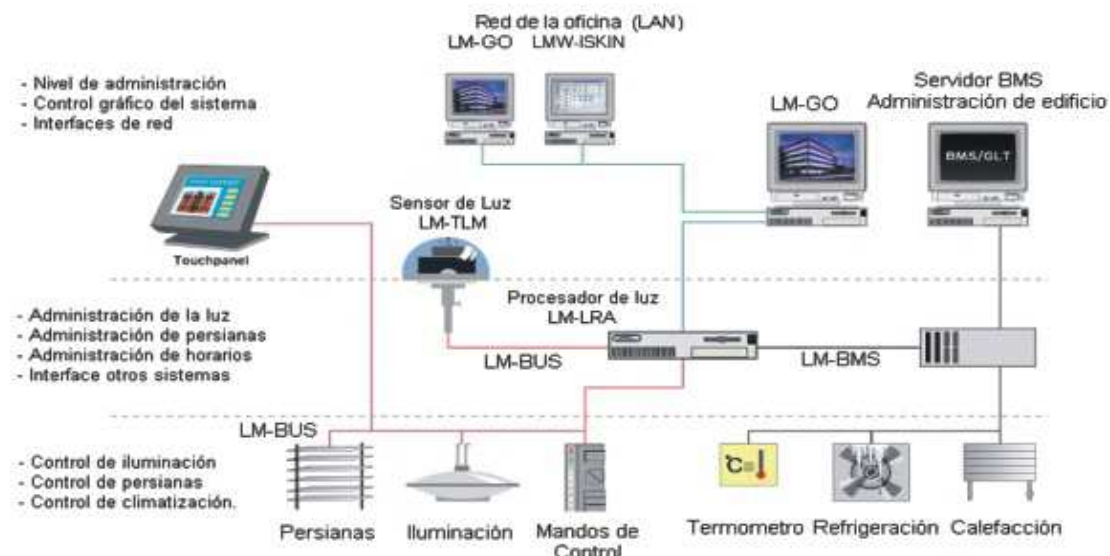 Red de la oficina (LAN)
LM-GO
LMW-ISKIN
- Nivel de administración
- Control gráfico del sistema
- Interfaces de red
LM-GO
Servidor BMS
Administración de edificio
BMS/GLT
Touchpanel
Sensor de Luz
LM-TLM
- Administración de la luz
- Administración de persianas
- Administración de horarios
- Interface otros sistemas
Procesador de luz
LM-LRA
LM-BUS
LM-BMS
LM-BUS
- Control de iluminación
- Control de persianas
- Control de climatización.
°C=
Persianas
Iluminación
Mandos de
Control
Termometro
Refrigeración
Calefacción